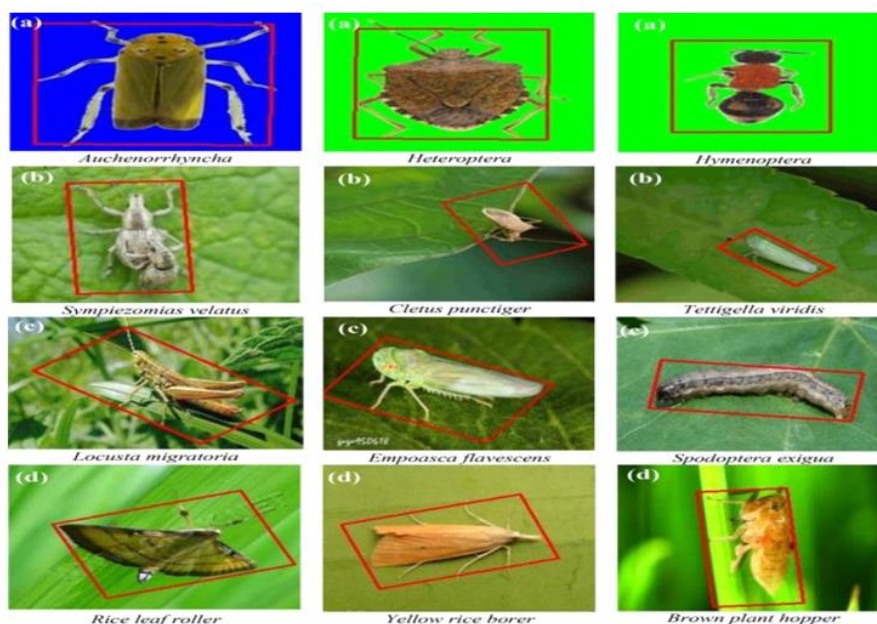 (a) (a) (a)
Auchenorrhyncha Heteroptera Hymenoptera
(b) (b) (b)
Sympiezomias velatus Cletus punctiger Tettigella viridis
(c) (c) (c)
gigi450618
Locusta migratoria Empoasca flavescens Spodoptera exigua
(d) (d) (d)
Rice leaf roller Yellow rice borer Brown plant hopper